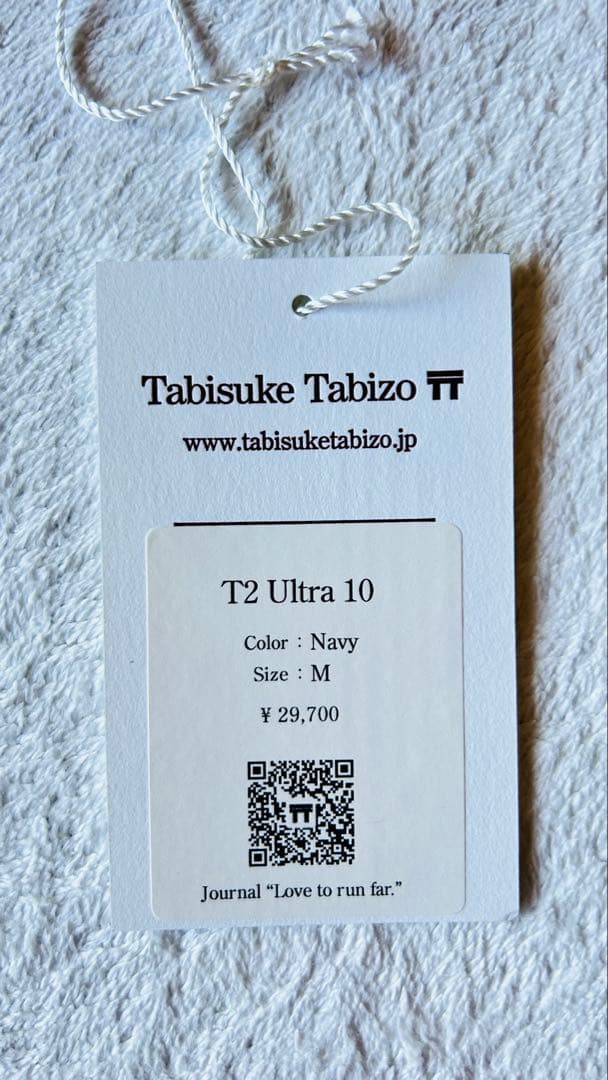 Tabisuke Tabizo
www.tabisuketabizo.jp
T2 Ultra 10
Color : Navy
Size : M
¥ 29,700
Journal “Love to run far.”